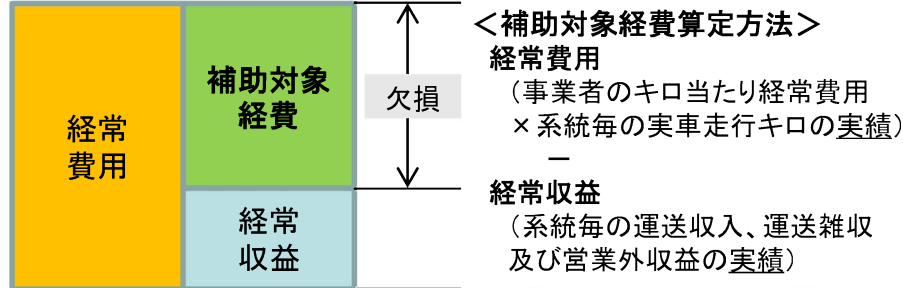 経常
費用
補助対象
経費
経常
収益
欠損
＜補助対象経費算定方法＞
経常費用
（事業者のキロ当たり経常費用
×系統毎の実車走行キロの実績）
－
経常収益
（系統毎の運送収入、運送雑収
及び営業外収益の実績）